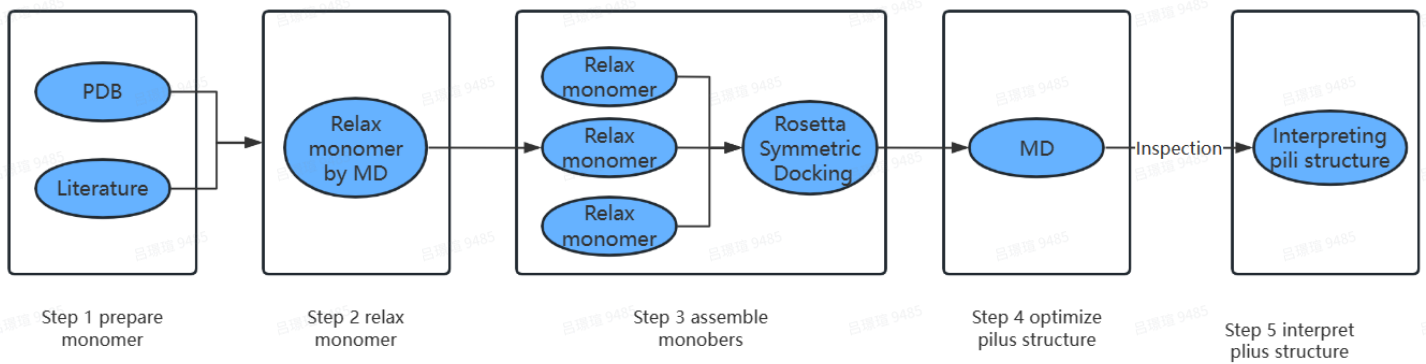 PDB
Literature
Relax
monomer
by MD
Relax
monomer
Relax
monomer
Relax
monomer
Rosetta
Symmetric
Docking
MD
Inspection
Interpreting
pili structure
Step 1 prepare
monomer
Step 2 relax
monomer
Step 3 assemble
monobers
Step 4 optimize
pilus structure
Step 5 interpret
plius structure